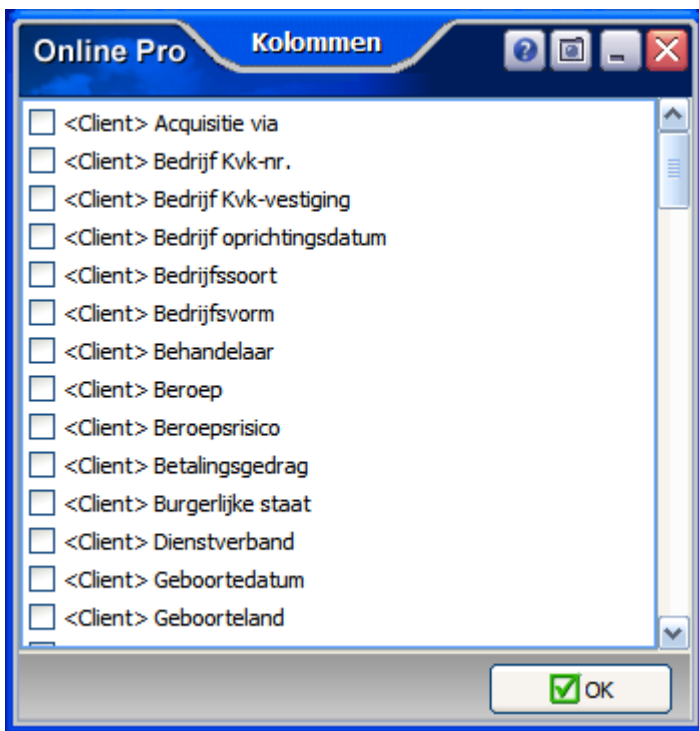 Online Pro
Kolommen
<Client> Acquisitie via
<Client> Bedrijf Kvk-nr.
<Client> Bedrijf Kvk-vestiging
<Client> Bedrijf oprichtingsdatum
<Client> Bedrijfssoort
<Client> Bedrijfsvorm
<Client> Behandelaar
<Client> Beroep
<Client> Beroepsrisico
<Client> Betalingsgedrag
<Client> Burgerlijke staat
<Client> Dienstverband
<Client> Geboortedatum
<Client> Geboorteland
OK